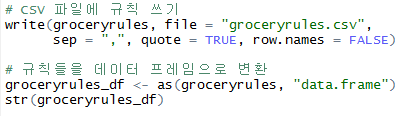 # CSV 파일에 규칙 쓰기
write(groceryrules, file = "groceryrules.csv",
sep = ",", quote = TRUE, row.names = FALSE)
# 규칙들을 데이터 프레임으로 변환
groceryrules_df <- as(groceryrules, "data.frame")
str(groceryrules_df)